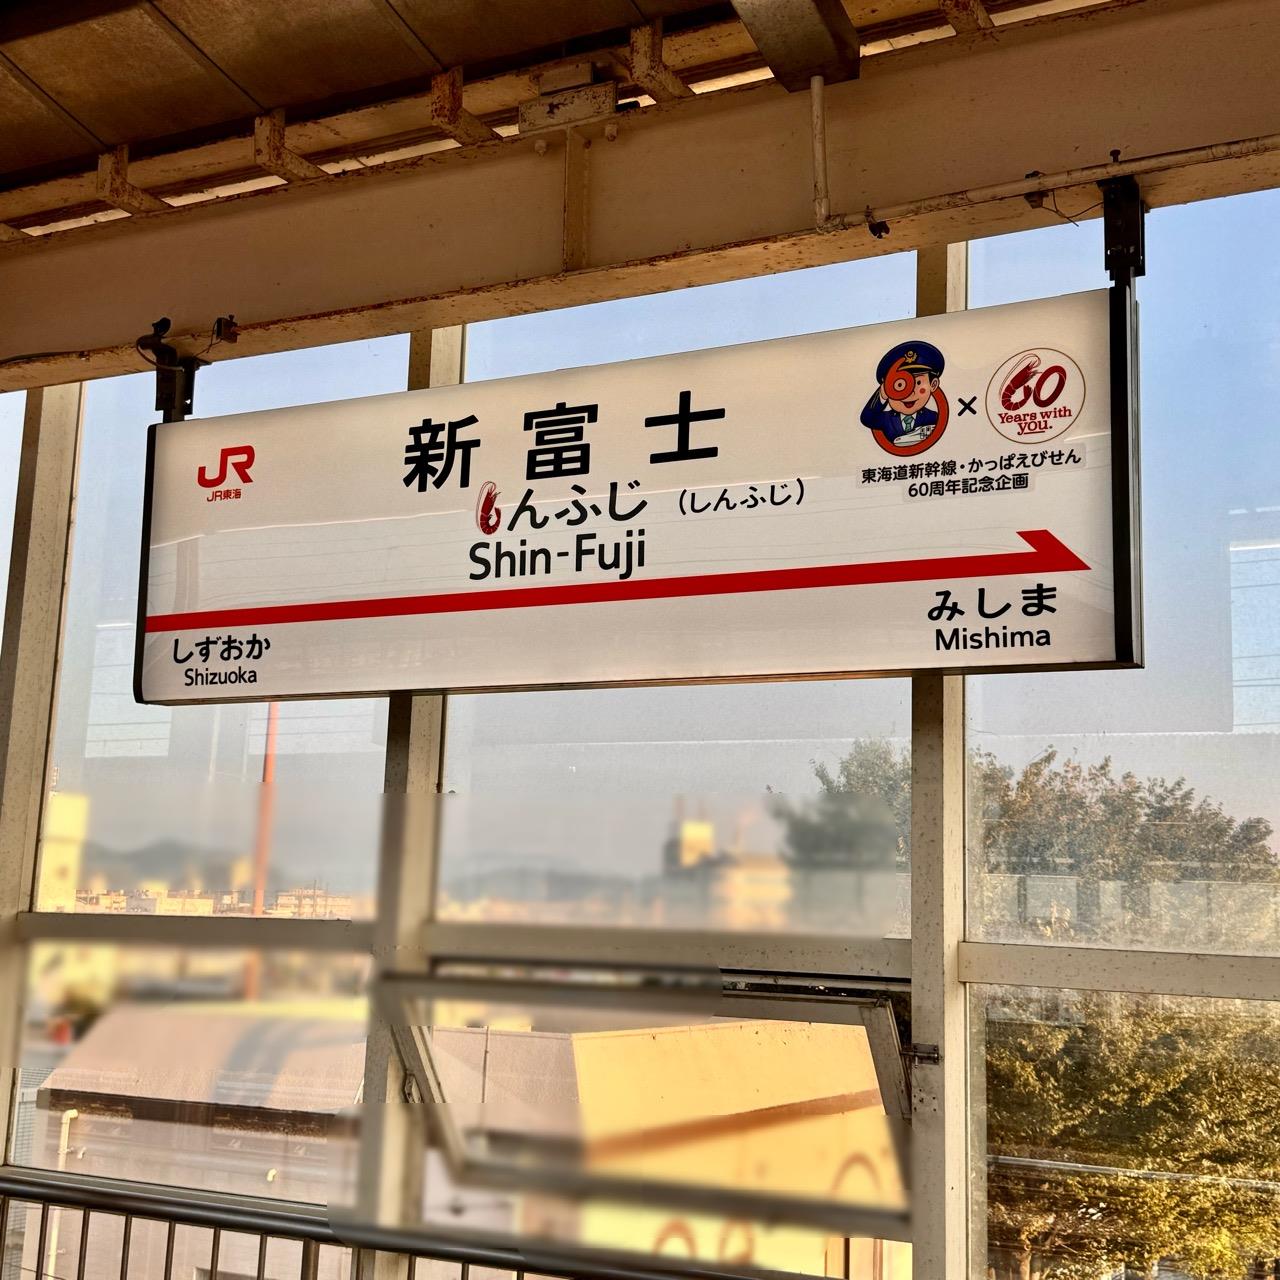 JR
JR東海
新富士
しんふじ（しんふじ）
Shin-Fuji
60
×
60
Years with
you.
東海道新幹線・かっぱえびせん
60周年記念企画
しずおか
Shizuoka
みしま
Mishima